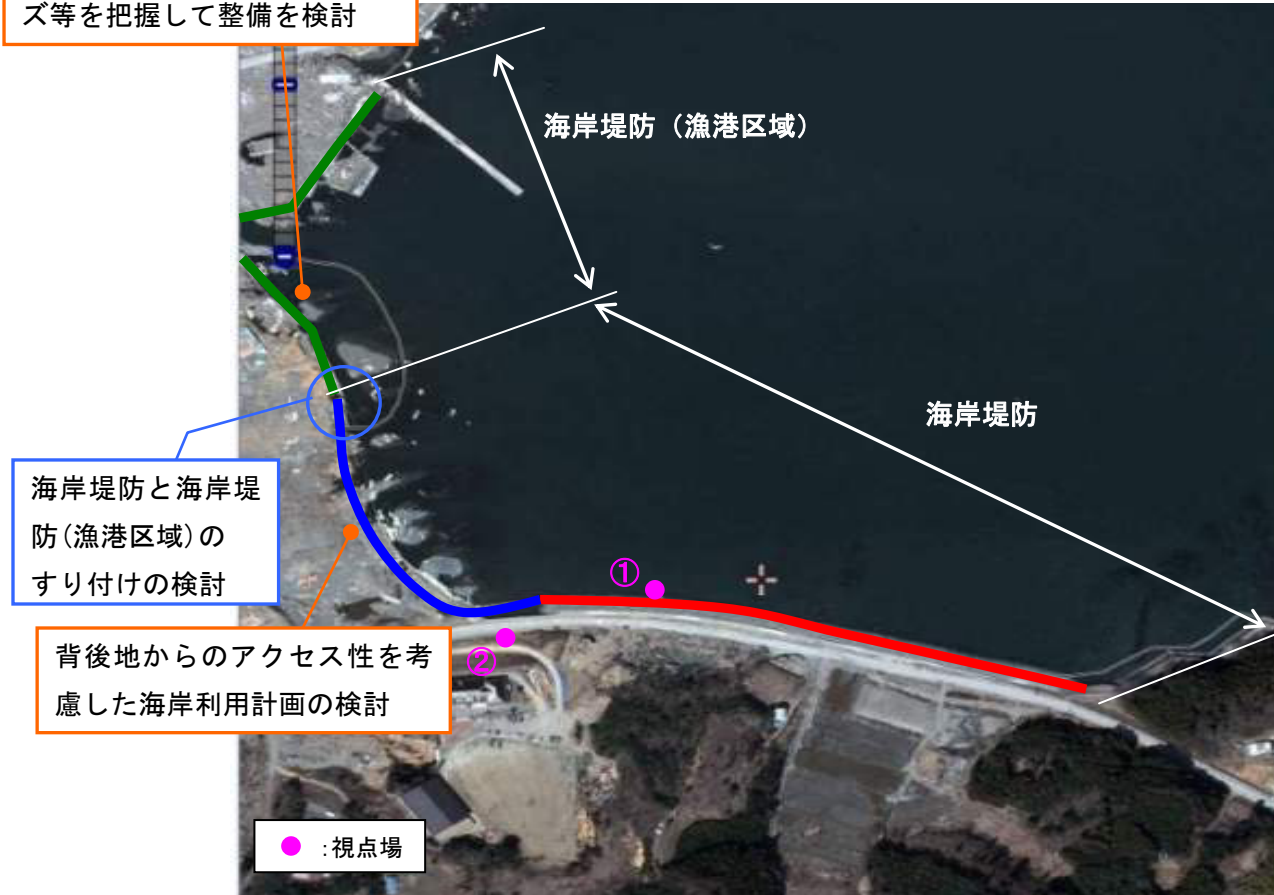 ズ等を把握して整備を検討
海岸堤防（漁港区域）
海岸堤防
海岸堤防と海岸堤
防(漁港区域)の
すり付けの検討
①
②
背後地からのアクセス性を考
慮した海岸利用計画の検討
:視点場